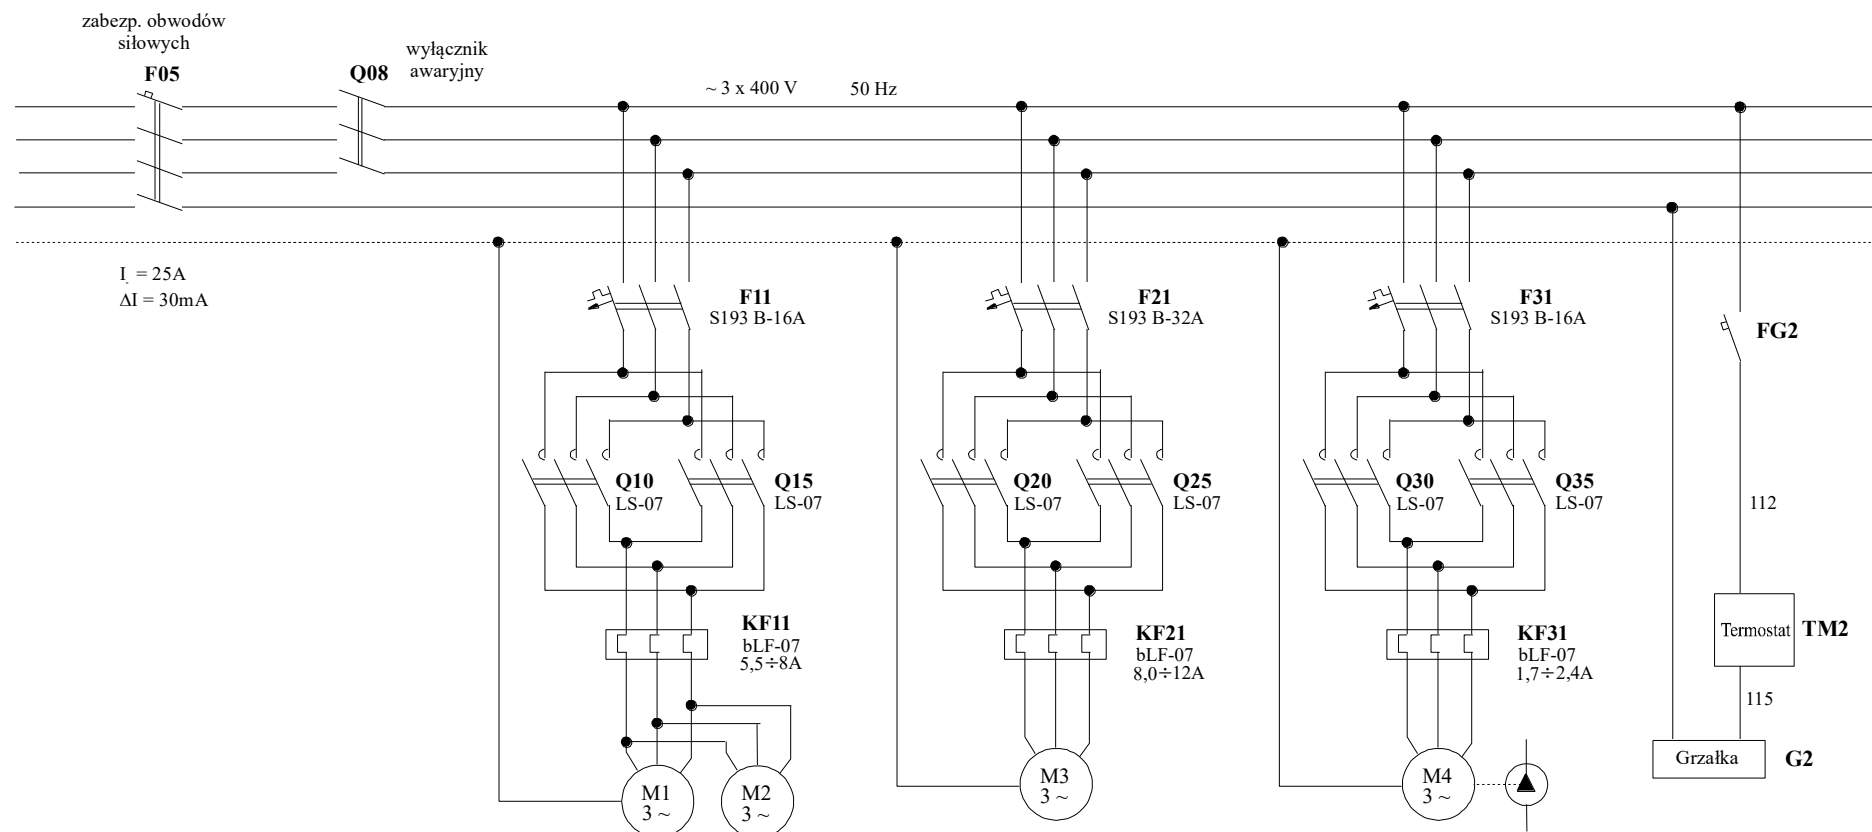 zabezp. obwodów
siłowych
F05
Q08
wyłącznik
awaryjny
~ 3 x 400 V
50 Hz
I = 25A
ΔI = 30mA
F11
S193 B-16A
F21
S193 B-32A
F31
S193 B-16A
FG2
Q10
LS-07
Q15
LS-07
Q20
LS-07
Q25
LS-07
Q30
LS-07
Q35
LS-07
112
KF11
bLF-07
5,5÷8A
KF21
bLF-07
8,0÷12A
KF31
bLF-07
1,7÷2,4A
Termostat
TM2
115
M1
3 ~
M2
3 ~
M3
3 ~
M4
3 ~
Grzałka
G2